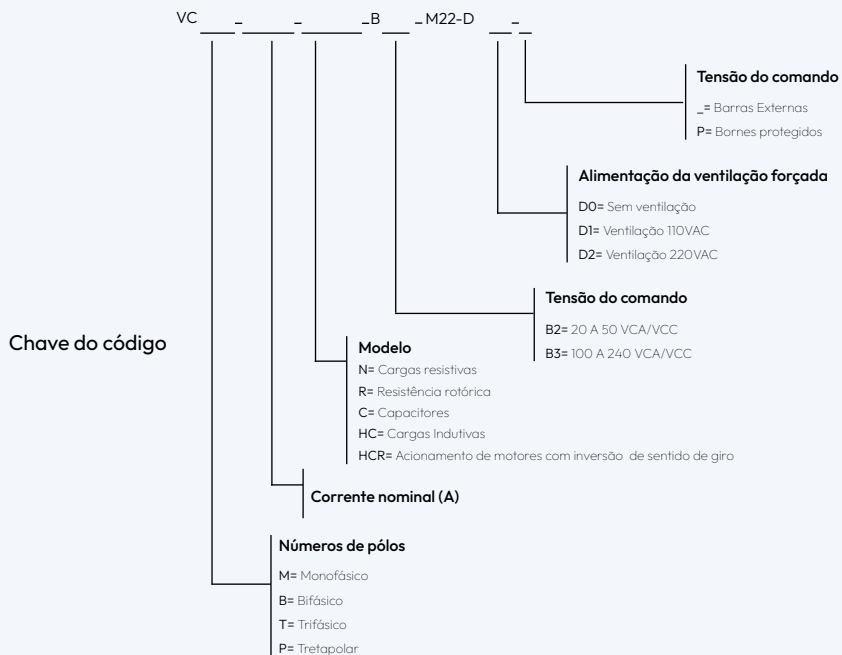 VC _ _ _B _M22-D _
Tensão do comando
_= Barras Externas
P= Bornes protegidos
Alimentação da ventilação forçada
D0= Sem ventilação
D1= Ventilação 110VAC
D2= Ventilação 220VAC
Tensão do comando
B2= 20 A 50 VCA/VCC
B3= 100 A 240 VCA/VCC
Chave do código
Modelo
N= Cargas resistivas
R= Resistência rotórica
C= Capacitores
HC= Cargas Indutivas
HCR= Acionamento de motores com inversão de sentido de giro
Corrente nominal (A)
Números de pólos
M= Monofásico
B= Bifásico
T= Trifásico
P= Tretapolar